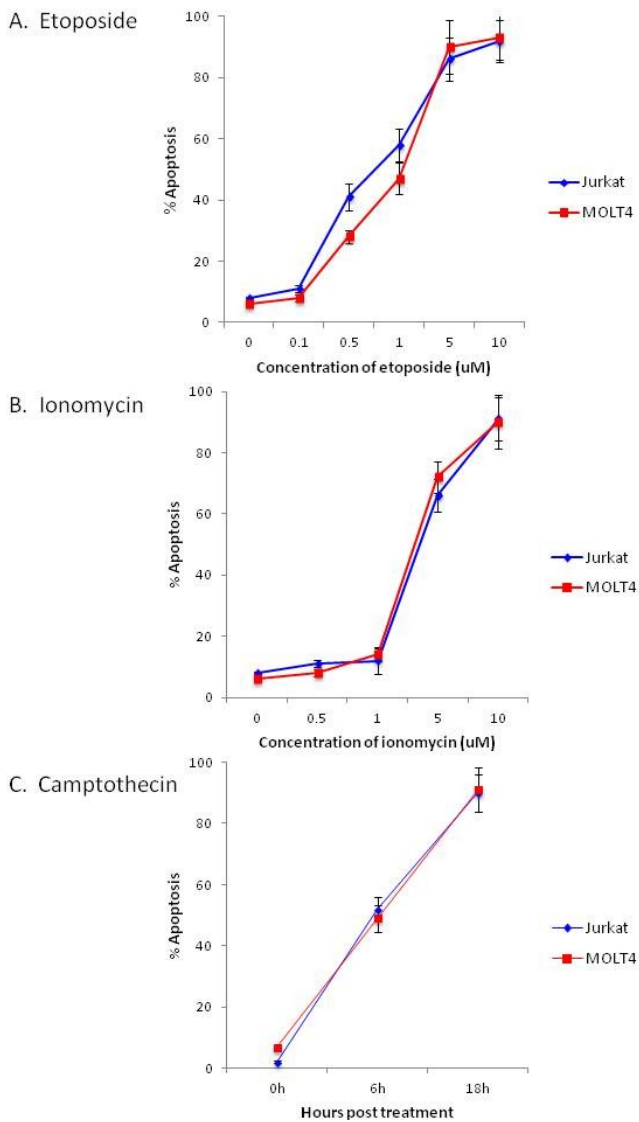 A. Etoposide
100
80
60
40
20
0
% Apoptosis
0 0.1 0.5 1 5 10
Concentration of etoposide (uM)
Jurkat
MOLT4
B. Ionomycin
100
80
60
40
20
0
% Apoptosis
0 0.5 1 5 10
Concentration of ionomycin (uM)
Jurkat
MOLT4
C. Camptothecin
100
80
60
40
20
0
% Apoptosis
0h 6h 18h
Hours post treatment
Jurkat
MOLT4